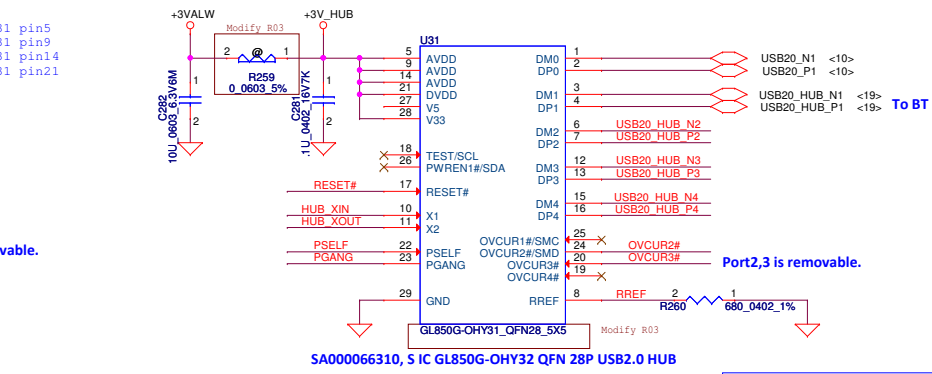 31 pin5
31 pin9
31 pin14
31 pin21
+3VALW
+3V_HUB
Modify R03
2 @ 1
R259
0_0603_5%
C282
10U_0603_6.3V6M
1
2
C281
.1U_0402_16V7K
1
2
U31
5 AVDD
9 AVDD
14 AVDD
21 DVDD
27 V5
28 V33
18 TEST/SCL
26 PWREN1#/SDA
RESET# 17 RESET#
HUB_XIN 10 X1
HUB_XOUT 11 X2
PSELF 22 PSELF
PGANG 23 PGANG
29 GND
DM0 1 USB20_N1 <10>
DP0 2 USB20_P1 <10>
DM1 3 USB20_HUB_N1 <19>
DP1 4 USB20_HUB_P1 <19>
To BT
DM2 6 USB20_HUB_N2
DP2 7 USB20_HUB_P2
DM3 12 USB20_HUB_N3
DP3 13 USB20_HUB_P3
DM4 15 USB20_HUB_N4
DP4 16 USB20_HUB_P4
OVCUR1#/SMC 25
OVCUR2#/SMD 24 OVCUR2#
OVCUR3# 20 OVCUR3#
OVCUR4# 19
Port2,3 is removable.
RREF 8 RREF 2 1
R260 680_0402_1%
vable.
GL850G-OHY31_QFN28_5X5
Modify R03
SA000066310, S IC GL850G-OHY32 QFN 28P USB2.0 HUB